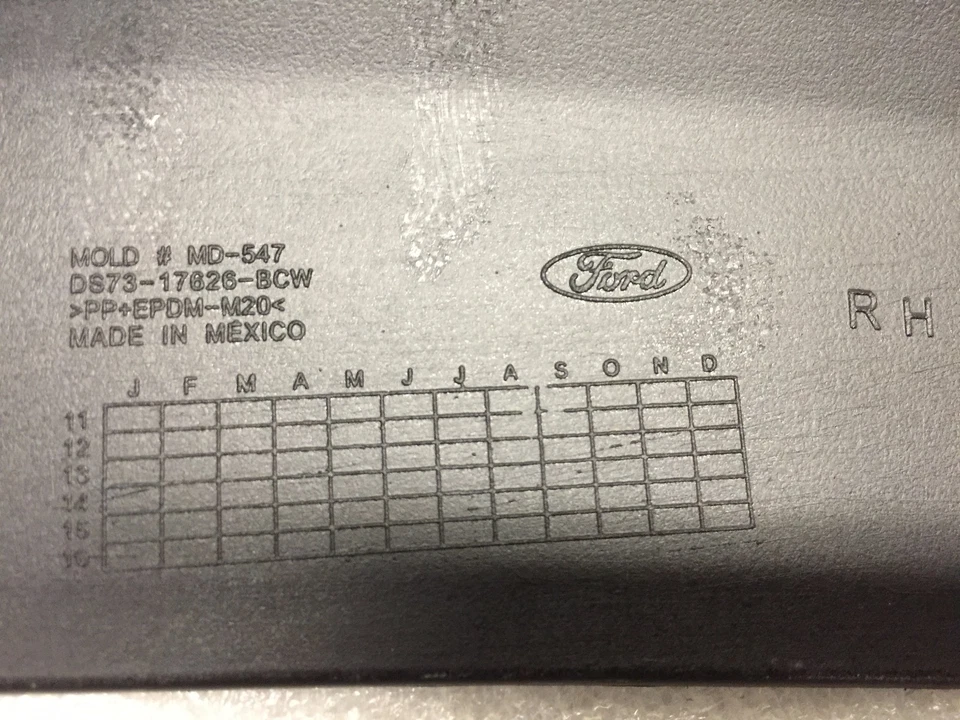 MOLD # MD-547
DS73-17626-BCW
>PP+EPDM-M20<
MADE IN MEXICO
Ford
RH
J F M A M J J A S O N D
11
12
13
14
15
16